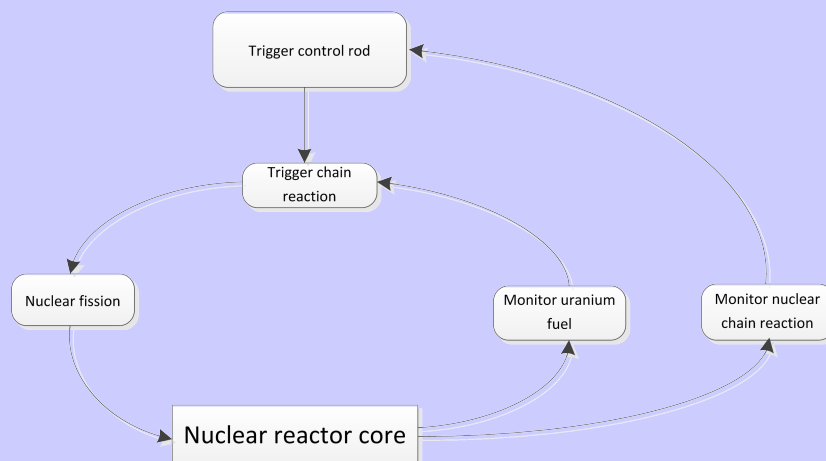 Trigger control rod
Trigger chain
reaction
Nuclear fission
Monitor uranium
fuel
Monitor nuclear
chain reaction
Nuclear reactor core